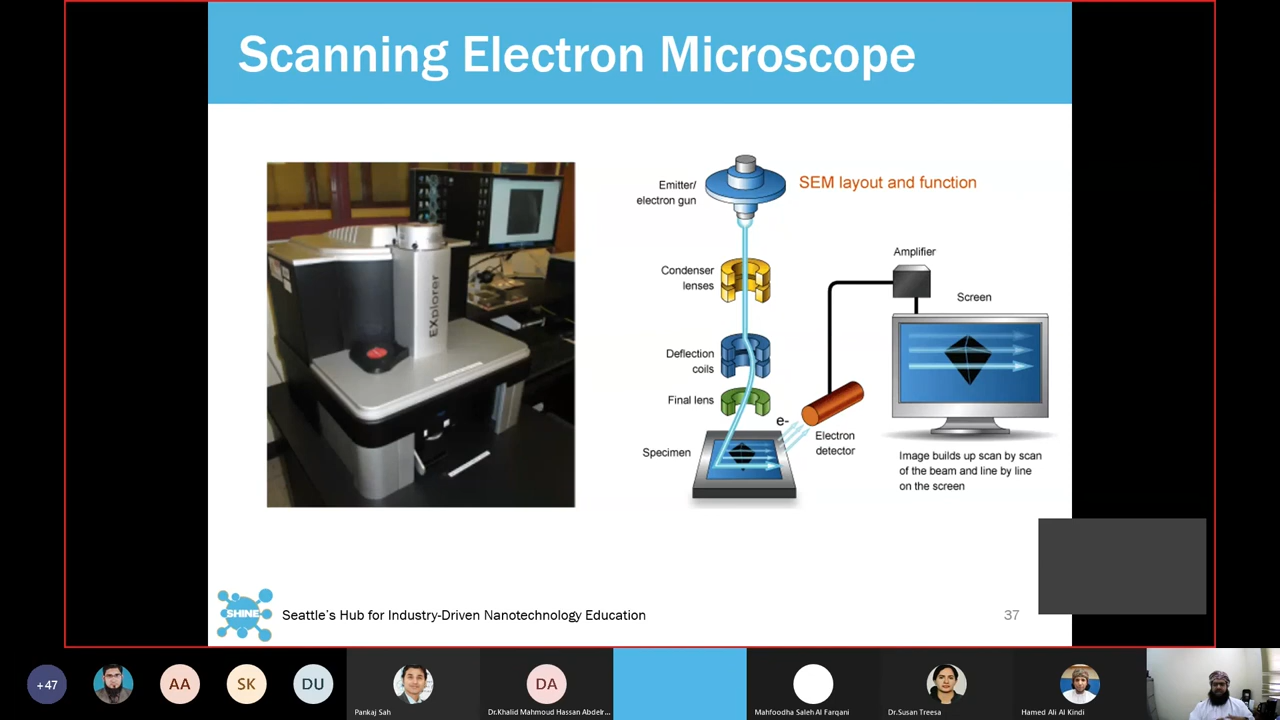 Scanning Electron Microscope
EXplorer
Emitter/
electron gun
SEM layout and function
Condenser
lenses
Amplifier
Screen
Deflection
coils
Final lens
e-
Electron
detector
Specimen
Image builds up scan by scan
of the beam and line by line
on the screen
SHINE
Seattle's Hub for Industry-Driven Nanotechnology Education
37
+47
AA
SK
DU
Pankaj Sah
DA
Dr.Khalid Mahmoud Hassan Abdelr...
Mahfoodha Saleh Al Farqani
Dr.Susan Treesa
Hamed Ali Al Kindi